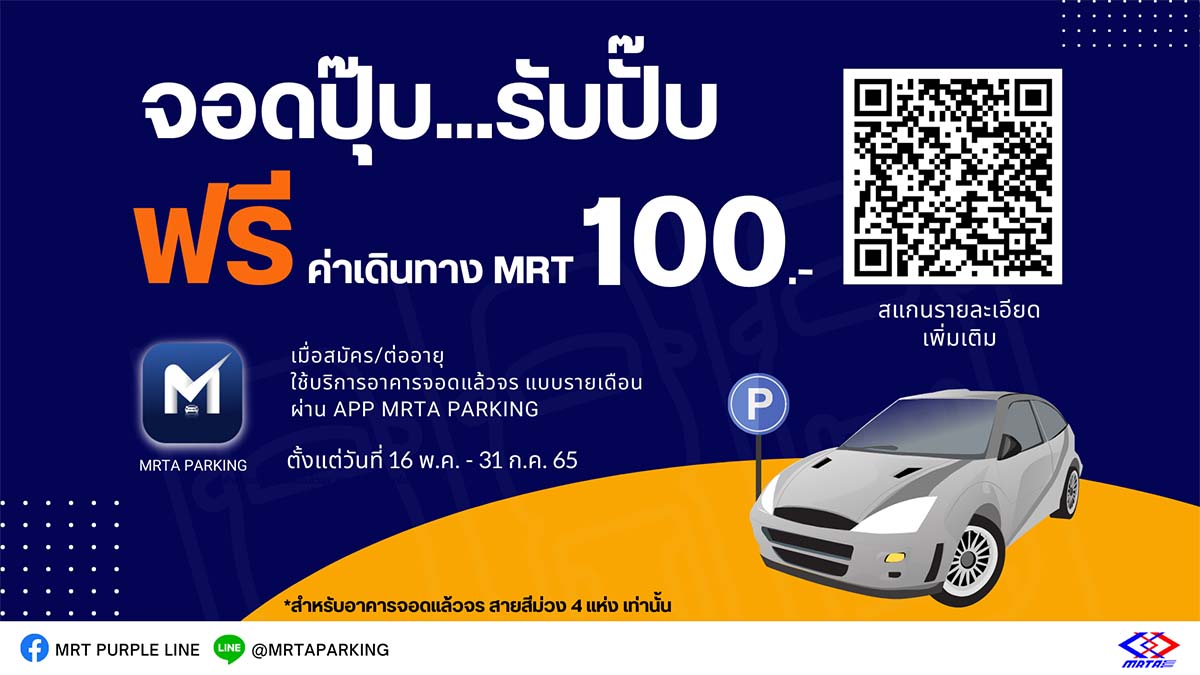 จอดปุ๊บ...รับปั๊บ
ฟรี ค่าเดินทาง MRT 100.-
สแกนรายละเอียด
เพิ่มเติม
เมื่อสมัคร/ต่ออายุ
ใช้บริการอาคารจอดแล้วจร แบบรายเดือน
ผ่าน APP MRTA PARKING
ตั้งแต่วันที่ 16 พ.ค. - 31 ก.ค. 65
M
MRTA PARKING
P
*สำหรับอาคารจอดแล้วจร สายสีม่วง 4 แห่ง เท่านั้น
MRT PURPLE LINE
LINE
@MRTAPARKING
MRTA